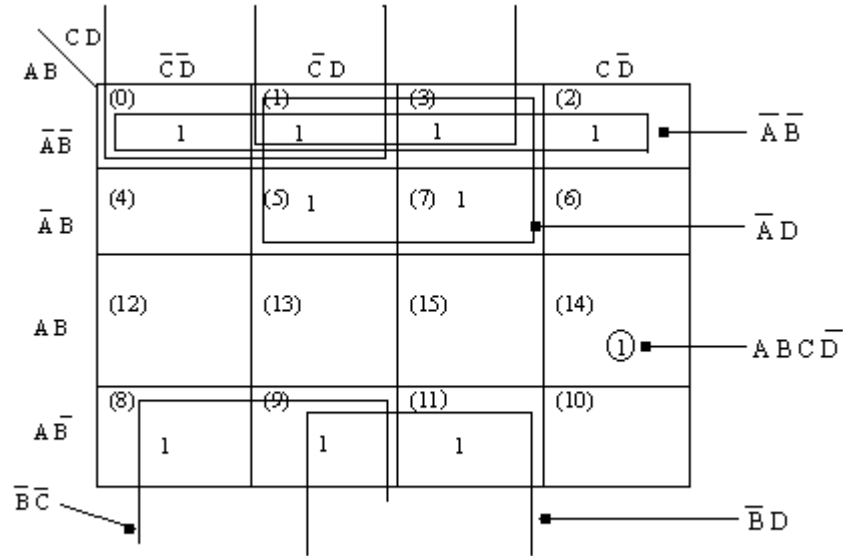 C D
A B
C̅ D̅ C̅ D C D̅
(0) (1) (3) (2)
A̅ B̅ 1 1 1 1 A̅ B̅
(4) (5) (7) (6)
A̅ B 1 1 A̅ D
(12) (13) (15) (14)
A B 1 A B C D̅
(8) (9) (11) (10)
A B̅ 1 1 1
B̅ C̅ B̅ D